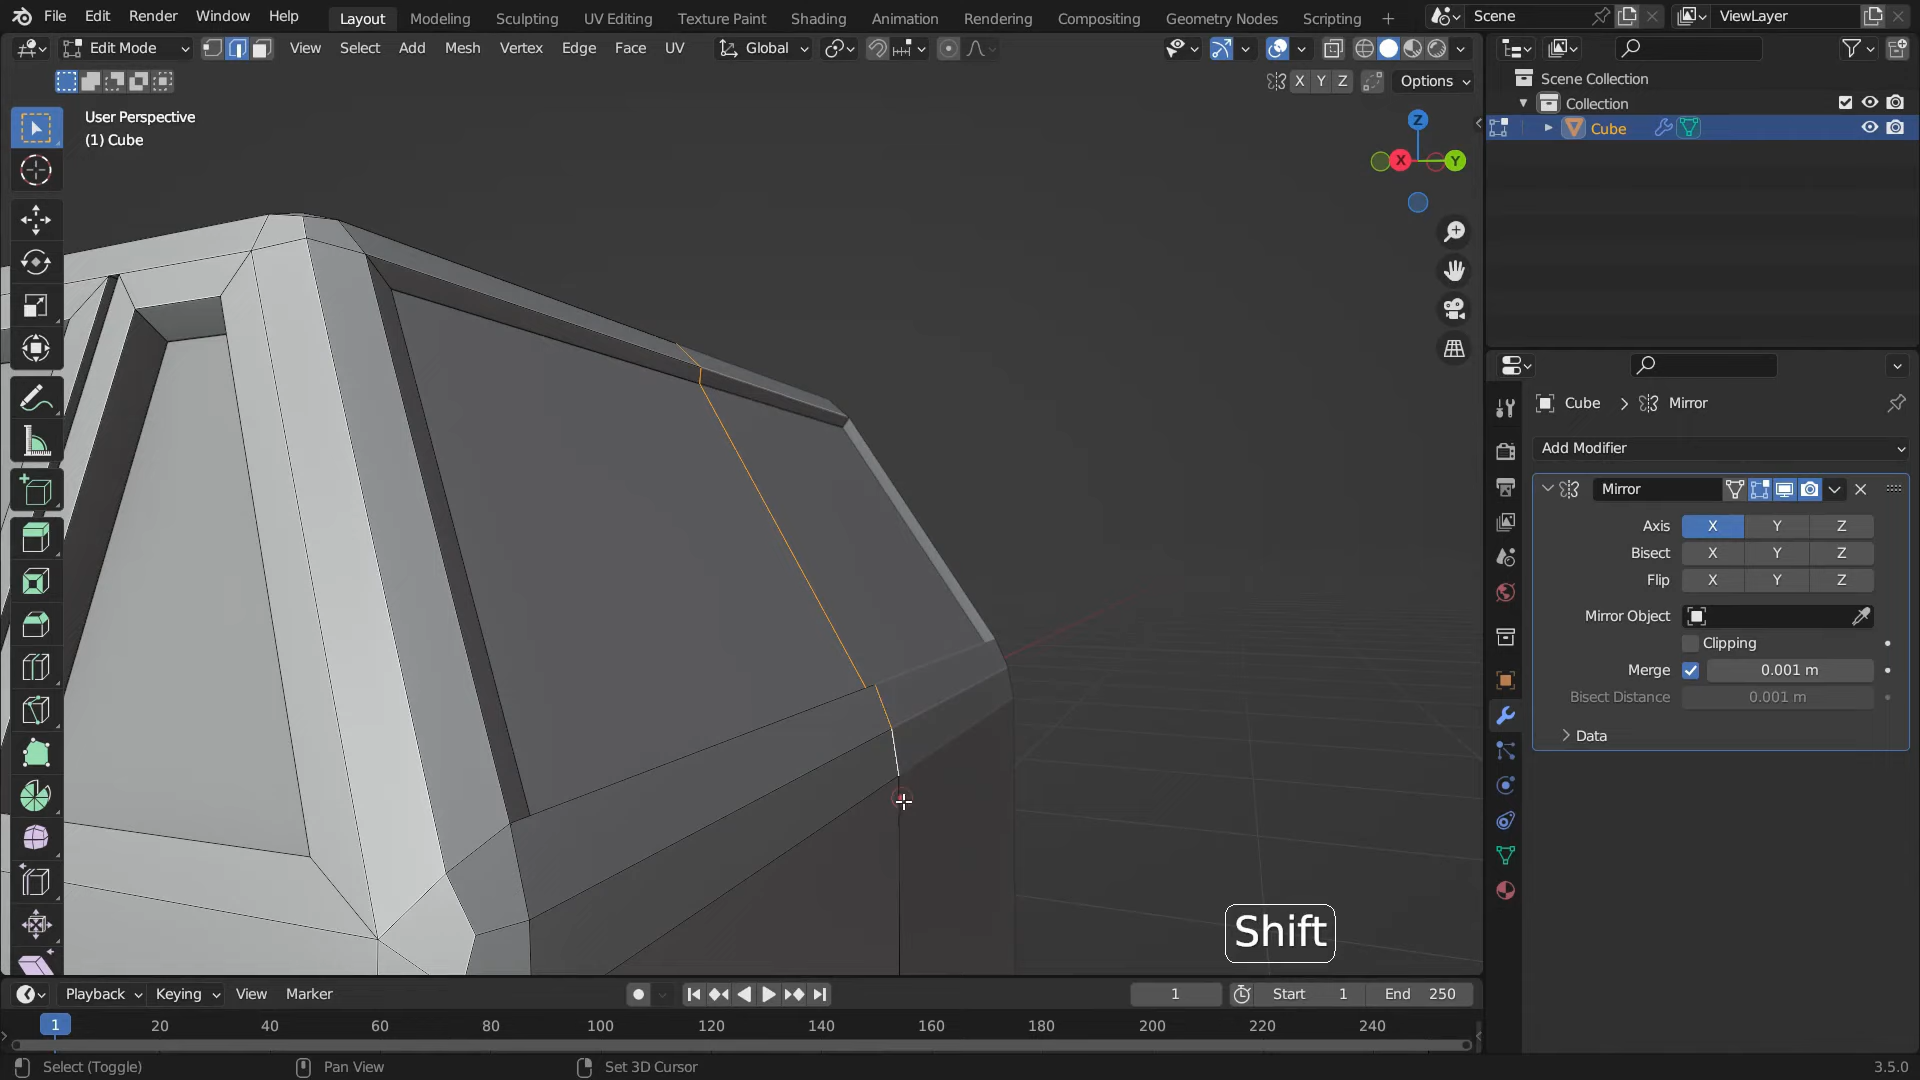 File Edit Render Window Help Layout Modeling Sculpting UV Editing Texture Paint Shading Animation Rendering Compositing Geometry Nodes Scripting + Scene ViewLayer
Edit Mode View Select Add Mesh Vertex Edge Face UV Global
X Y Z Options
User Perspective
(1) Cube
Z
X Y
Scene Collection
Collection
Cube
Cube > Mirror
Add Modifier
Mirror
Axis X Y Z
Bisect X Y Z
Flip X Y Z
Mirror Object
Clipping
Merge 0.001 m
Bisect Distance 0.001 m
Data
Shift
Playback Keying View Marker 1 Start 1 End 250
1 20 40 60 80 100 120 140 160 180 200 220 240
Select (Toggle) Pan View Set 3D Cursor 3.5.0